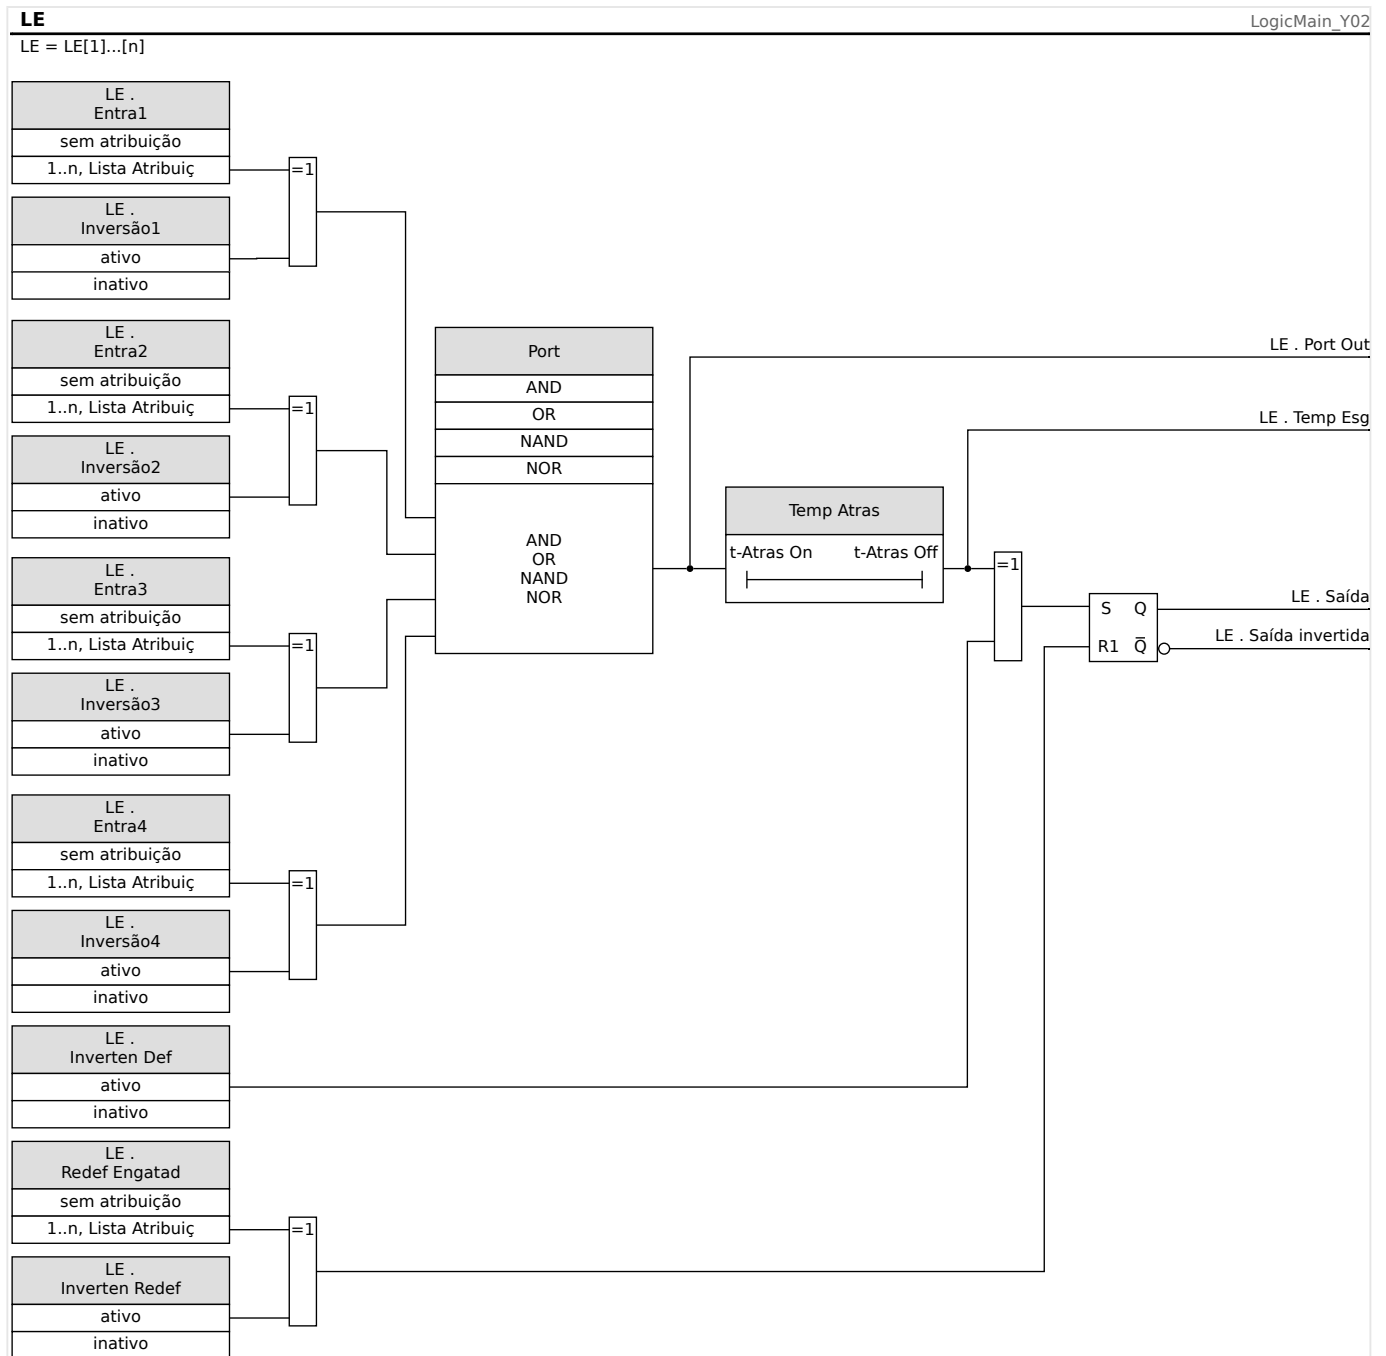 LE
LogicMain_Y02
LE = LE[1]...[n]
LE .
Entra1
sem atribuição
1..n, Lista Atribuiç
=1
LE .
Inversão1
ativo
inativo
LE .
Entra2
sem atribuição
1..n, Lista Atribuiç
=1
LE .
Inversão2
ativo
inativo
LE .
Entra3
sem atribuição
1..n, Lista Atribuiç
=1
LE .
Inversão3
ativo
inativo
LE .
Entra4
sem atribuição
1..n, Lista Atribuiç
=1
LE .
Inversão4
ativo
inativo
LE .
Inverten Def
ativo
inativo
LE .
Redef Engatad
sem atribuição
1..n, Lista Atribuiç
=1
LE .
Inverten Redef
ativo
inativo
Port
AND
OR
NAND
NOR
AND
OR
NAND
NOR
Temp Atras
t-Atras On t-Atras Off
=1
S Q
R1 Q̅
LE . Port Out
LE . Temp Esg
LE . Saída
LE . Saída invertida